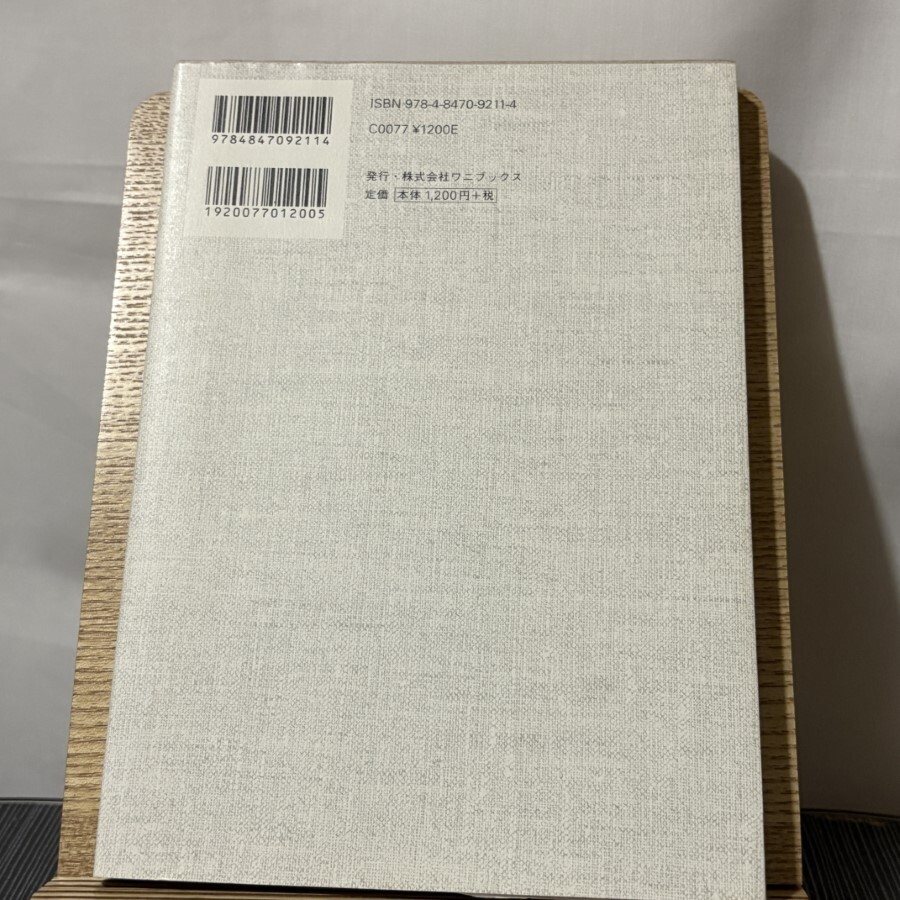 ISBN 978-4-8470-9211-4
9784847092114
C0077 ¥1200E
発行・株式会社ワニブックス
定価 本体 1,200円+税
1920077012005